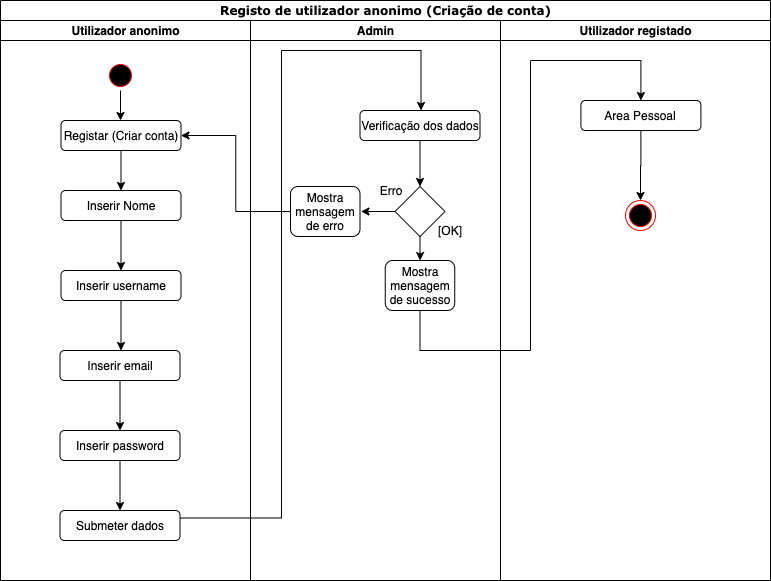 Registo de utilizador anonimo (Criação de conta)
Utilizador anonimo
Admin
Utilizador registado
Registar (Criar conta)
Inserir Nome
Inserir username
Inserir email
Inserir password
Submeter dados
Verificação dos dados
Erro
Mostra
mensagem
de erro
[OK]
Mostra
mensagem
de sucesso
Area Pessoal